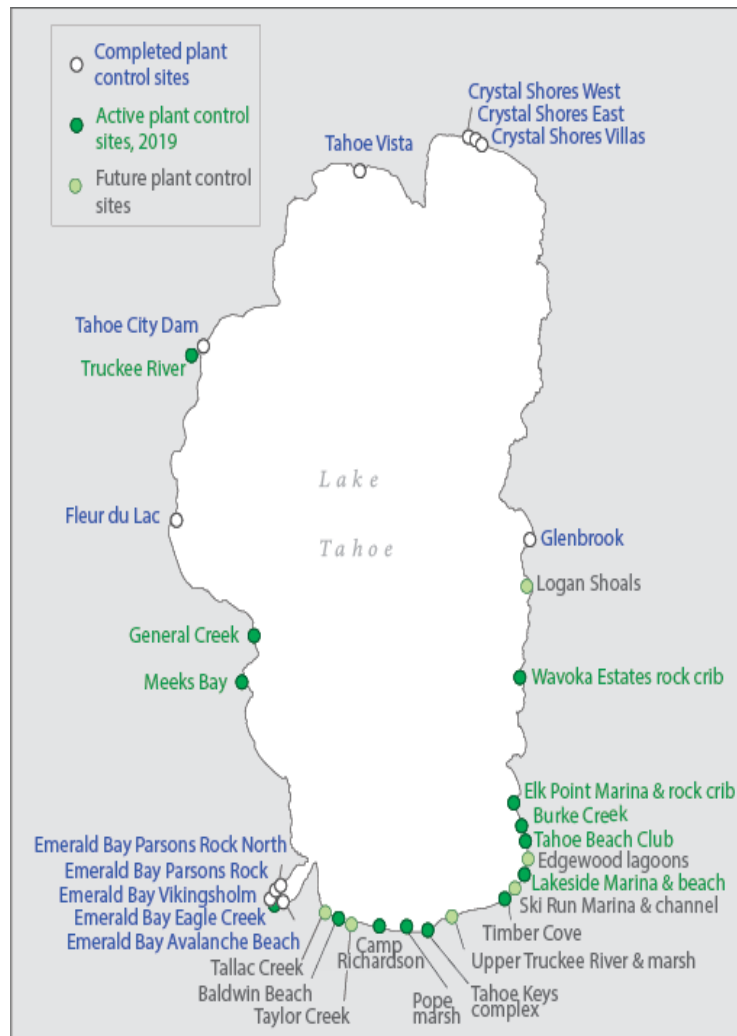 Completed plant
control sites
Active plant control
sites, 2019
Future plant control
sites
Crystal Shores West
Crystal Shores East
Crystal Shores Villas
Tahoe Vista
Tahoe City Dam
Truckee River
Lake
Tahoe
Fleur du Lac
Glenbrook
Logan Shoals
General Creek
Meeks Bay
Wavoka Estates rock crib
Elk Point Marina & rock crib
Burke Creek
Tahoe Beach Club
Edgewood lagoons
Lakeside Marina & beach
Ski Run Marina & channel
Timber Cove
Upper Truckee River & marsh
Tahoe Keys
complex
Pope
marsh
Camp
Richardson
Emerald Bay Parsons Rock North
Emerald Bay Parsons Rock
Emerald Bay Vikingsholm
Emerald Bay Eagle Creek
Emerald Bay Avalanche Beach
Tallac Creek
Baldwin Beach
Taylor Creek